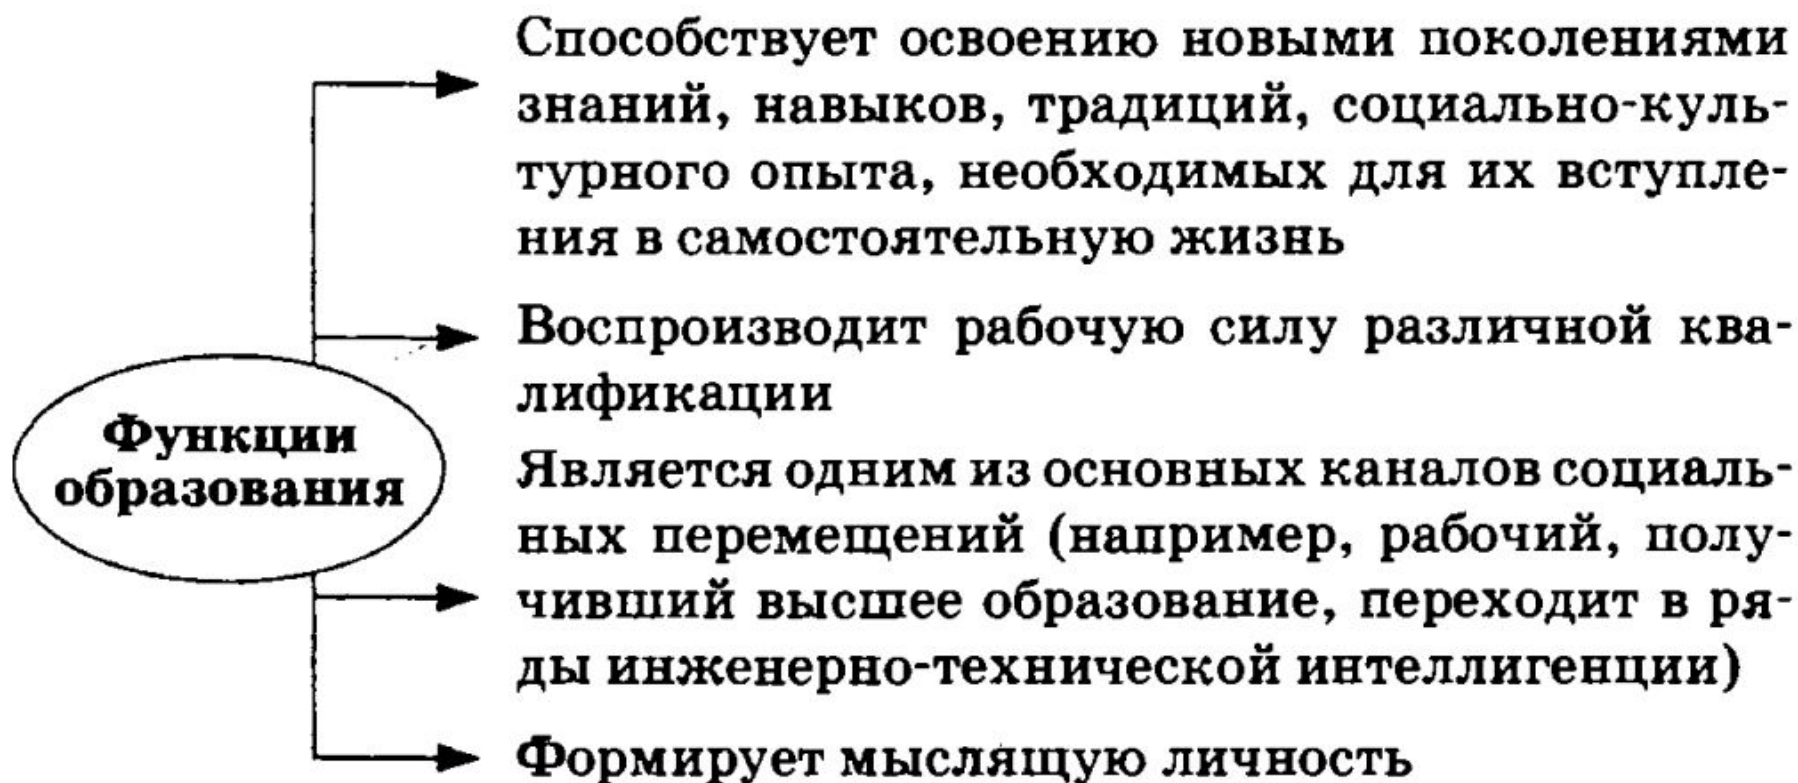 Способствует освоению новыми поколениями
знаний, навыков, традиций, социально-куль-
турного опыта, необходимых для их вступле-
ния в самостоятельную жизнь
Воспроизводит рабочую силу различной ква-
лификации
Функции
образования
Является одним из основных каналов социаль-
ных перемещений (например, рабочий, полу-
чивший высшее образование, переходит в ря-
ды инженерно-технической интеллигенции)
Формирует мыслящую личность